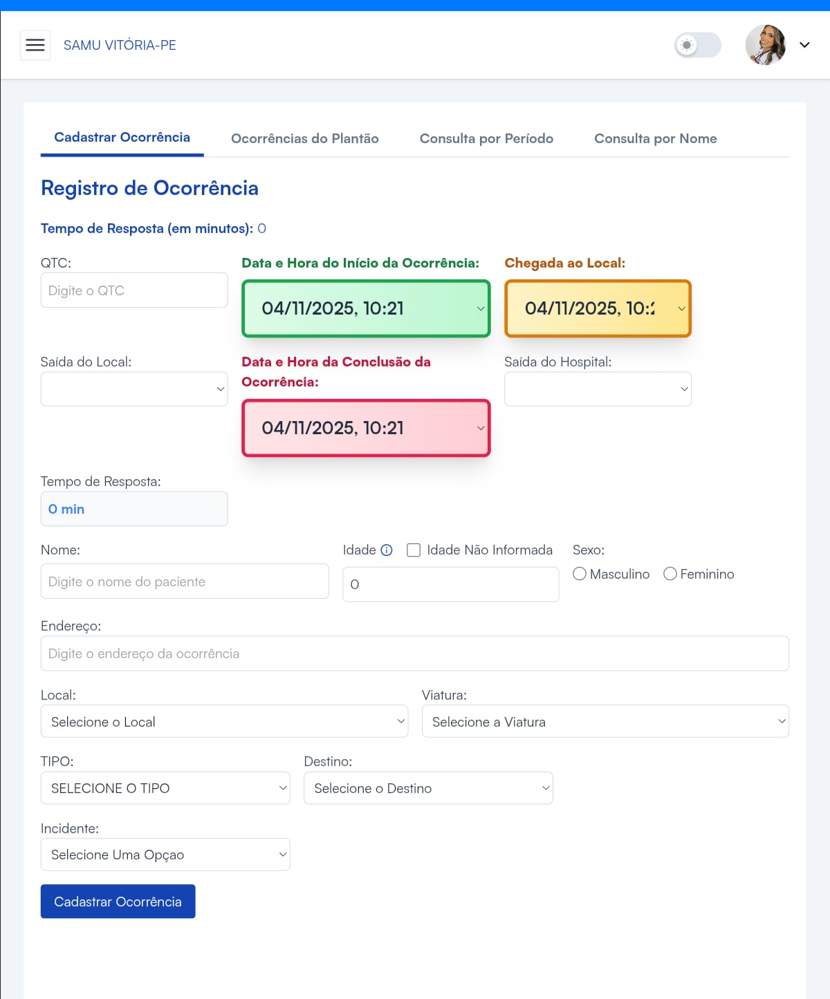 SAMU VITÓRIA-PE
Cadastrar Ocorrência
Ocorrências do Plantão
Consulta por Período
Consulta por Nome
Registro de Ocorrência
Tempo de Resposta (em minutos): 0
QTC:
Digite o QTC
Data e Hora do Início da Ocorrência:
04/11/2025, 10:21
Chegada ao Local:
04/11/2025, 10:
Saída do Local:
Data e Hora da Conclusão da
Ocorrência:
04/11/2025, 10:21
Saída do Hospital:
Tempo de Resposta:
0 min
Nome:
Digite o nome do paciente
Idade
Idade Não Informada
0
Sexo:
Masculino
Feminino
Endereço:
Digite o endereço da ocorrência
Local:
Selecione o Local
Viatura:
Selecione a Viatura
TIPO:
SELECIONE O TIPO
Destino:
Selecione o Destino
Incidente:
Selecione Uma Opçao
Cadastrar Ocorrência